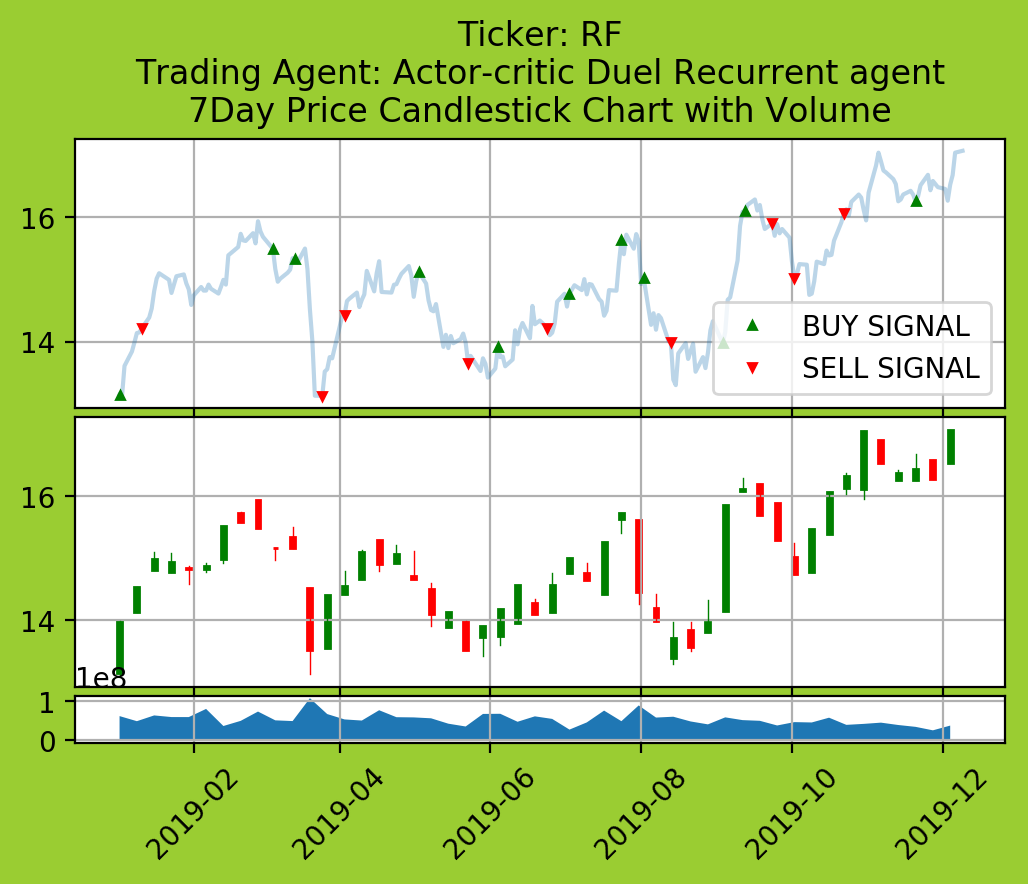 Ticker: RF
Trading Agent: Actor-critic Duel Recurrent agent
7Day Price Candlestick Chart with Volume
16
14
BUY SIGNAL
SELL SIGNAL
16
14
1e8
1
0
2019-02
2019-04
2019-06
2019-08
2019-10
2019-12